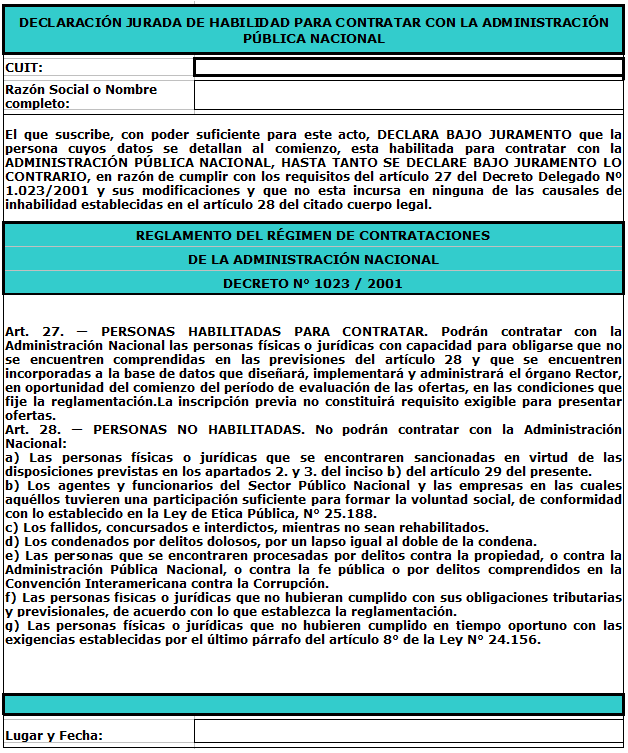 DECLARACIÓN JURADA DE HABILIDAD PARA CONTRATAR CON LA ADMINISTRACIÓN
PÚBLICA NACIONAL
CUIT:
Razón Social o Nombre
completo:
El que suscribe, con poder suficiente para este acto, DECLARA BAJO JURAMENTO que la
persona cuyos datos se detallan al comienzo, esta habilitada para contratar con la
ADMINISTRACIÓN PÚBLICA NACIONAL, HASTA TANTO SE DECLARE BAJO JURAMENTO LO
CONTRARIO, en razón de cumplir con los requisitos del artículo 27 del Decreto Delegado Nº
1.023/2001 y sus modificaciones y que no esta incursa en ninguna de las causales de
inhabilidad establecidas en el artículo 28 del citado cuerpo legal.
REGLAMENTO DEL RÉGIMEN DE CONTRATACIONES
DE LA ADMINISTRACIÓN NACIONAL
DECRETO N° 1023 / 2001
Art. 27. — PERSONAS HABILITADAS PARA CONTRATAR. Podrán contratar con la
Administración Nacional las personas físicas o jurídicas con capacidad para obligarse que no
se encuentren comprendidas en las previsiones del artículo 28 y que se encuentren
incorporadas a la base de datos que diseñará, implementará y administrará el órgano Rector,
en oportunidad del comienzo del período de evaluación de las ofertas, en las condiciones que
fije la reglamentación.La inscripción previa no constituirá requisito exigible para presentar
ofertas.
Art. 28. — PERSONAS NO HABILITADAS. No podrán contratar con la Administración
Nacional:
a) Las personas físicas o jurídicas que se encontraren sancionadas en virtud de las
disposiciones previstas en los apartados 2. y 3. del inciso b) del artículo 29 del presente.
b) Los agentes y funcionarios del Sector Público Nacional y las empresas en las cuales
aquéllos tuvieren una participación suficiente para formar la voluntad social, de conformidad
con lo establecido en la Ley de Etica Pública, N° 25.188.
c) Los fallidos, concursados e interdictos, mientras no sean rehabilitados.
d) Los condenados por delitos dolosos, por un lapso igual al doble de la condena.
e) Las personas que se encontraren procesadas por delitos contra la propiedad, o contra la
Administración Pública Nacional, o contra la fe pública o por delitos comprendidos en la
Convención Interamericana contra la Corrupción.
f) Las personas físicas o jurídicas que no hubieran cumplido con sus obligaciones tributarias
y previsionales, de acuerdo con lo que establezca la reglamentación.
g) Las personas físicas o jurídicas que no hubieren cumplido en tiempo oportuno con las
exigencias establecidas por el último párrafo del artículo 8° de la Ley N° 24.156.
Lugar y Fecha: